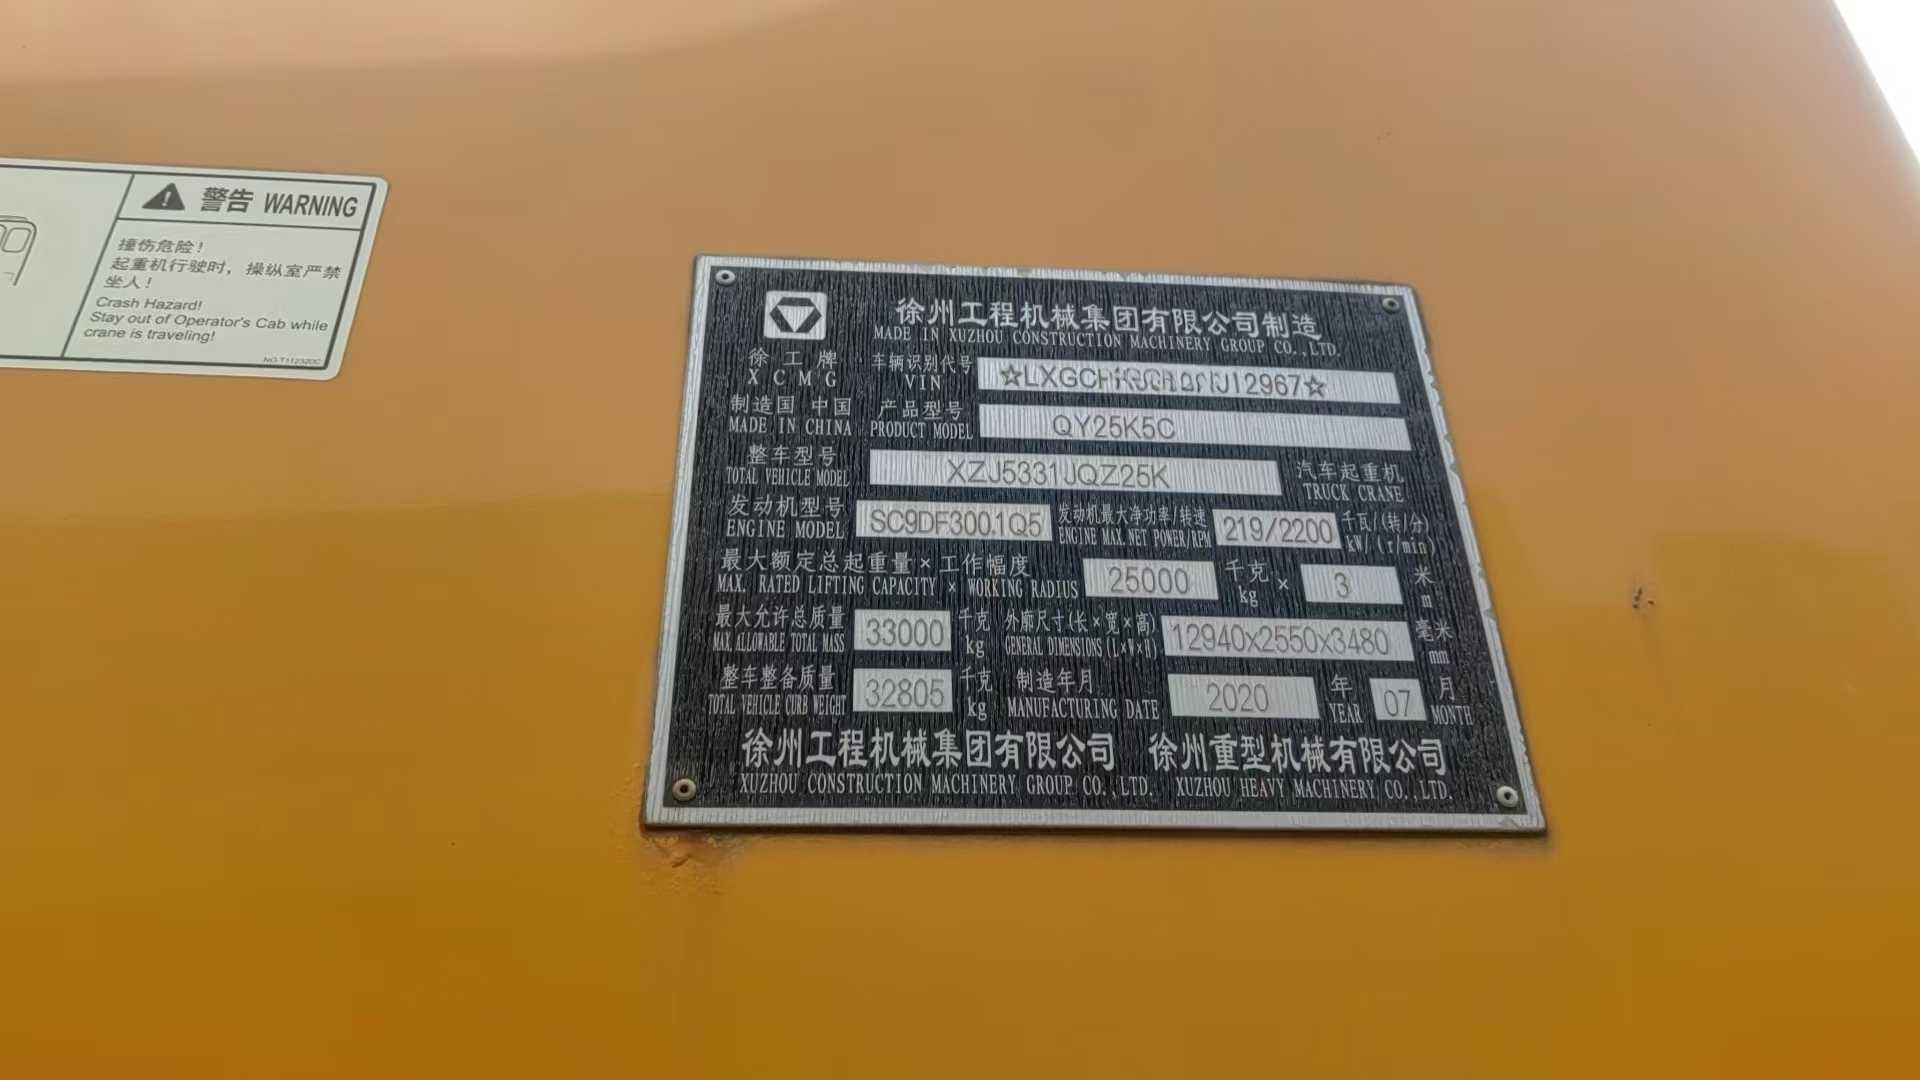 警告 WARNING
撞伤危险！
起重机行驶时，操纵室严禁
坐人！
Crash Hazard!
Stay out of Operator's Cab while
crane is traveling!
徐州工程机械集团有限公司制造
MADE IN XUZHOU CONSTRUCTION MACHINERY GROUP CO.,LTD.
徐工牌
XCMG
车辆识别代号
VIN
制造国 中国
MADE IN CHINA
产品型号
PRODUCT MODEL
QY25K5C
整车型号
TOTAL VEHICLE MODEL
XZJ5331JQZ25K
汽车起重机
TRUCK CRANE
发动机型号
ENGINE MODEL
SC9DF300.1Q5
发动机最大净功率/转速
ENGINE MAX.NET POWER/RPM
219/2200
千瓦/(转/分)
kW/(r/min)
最大额定总起重量×工作幅度
MAX. RATED LIFTING CAPACITY × WORKING RADIUS
25000
千克
kg
×
3
米
m
最大允许总质量
MAX.ALLOWABLE TOTAL MASS
33000
千克
kg
外廓尺寸(长×宽×高)
GENERAL DIMENSIONS(L×W×H)
12940x2550x3480
毫米
mm
整车整备质量
TOTAL VEHICLE CURB WEIGHT
32805
千克
kg
制造年月
MANUFACTURING DATE
2020
年
YEAR
07
月
MONTH
徐州工程机械集团有限公司 徐州重型机械有限公司
XUZHOU CONSTRUCTION MACHINERY GROUP CO.,LTD. XUZHOU HEAVY MACHINERY CO.,LTD.